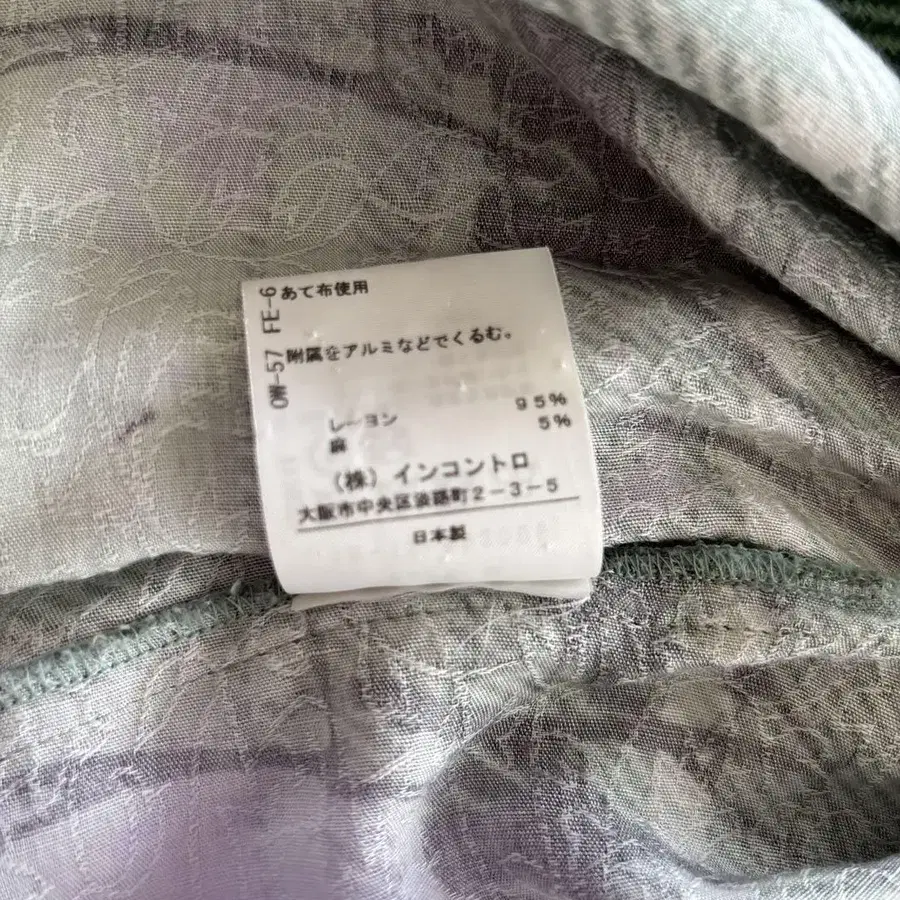 OW-57 FE-6
あて布使用
附属をアルミなどでくるむ。
レーヨン 95%
麻 5%
(株) インコントロ
大阪市中央区淡路町2-3-5
日本製